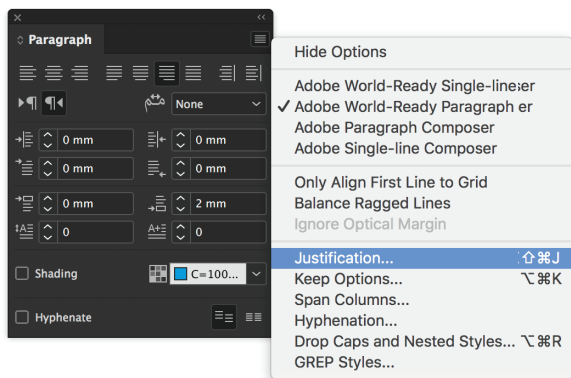 Paragraph
None
0 mm
0 mm
0 mm
0 mm
0 mm
2 mm
0
0
Shading
C=100...
Hyphenate
Hide Options
Adobe World-Ready Single-line er
Adobe World-Ready Paragraph er
Adobe Paragraph Composer
Adobe Single-line Composer
Only Align First Line to Grid
Balance Ragged Lines
Ignore Optical Margin
Justification... ⇧⌘J
Keep Options... ⌥⌘K
Span Columns...
Hyphenation...
Drop Caps and Nested Styles... ⌥⌘R
GREP Styles...